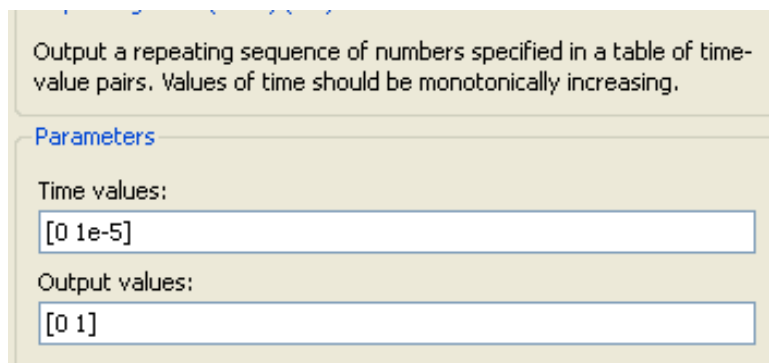 Output a repeating sequence of numbers specified in a table of time-
value pairs. Values of time should be monotonically increasing.
Parameters
Time values:
[0 1e-5]
Output values:
[0 1]